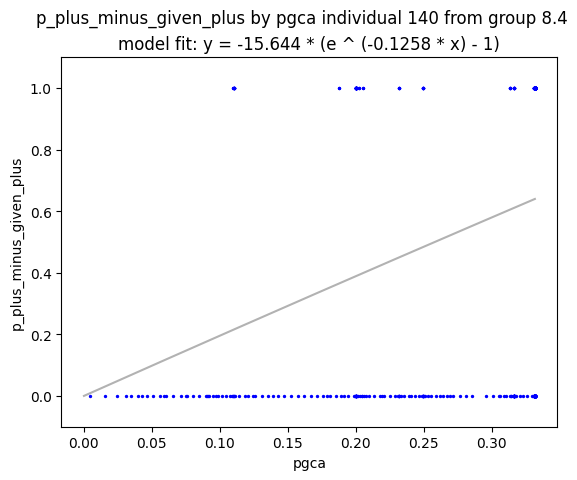 p_plus_minus_given_plus by pgca individual 140 from group 8.4
model fit: y = -15.644 * (e ^ (-0.1258 * x) - 1)
1.0
0.8
0.6
0.4
0.2
0.0
p_plus_minus_given_plus
0.00 0.05 0.10 0.15 0.20 0.25 0.30
pgca